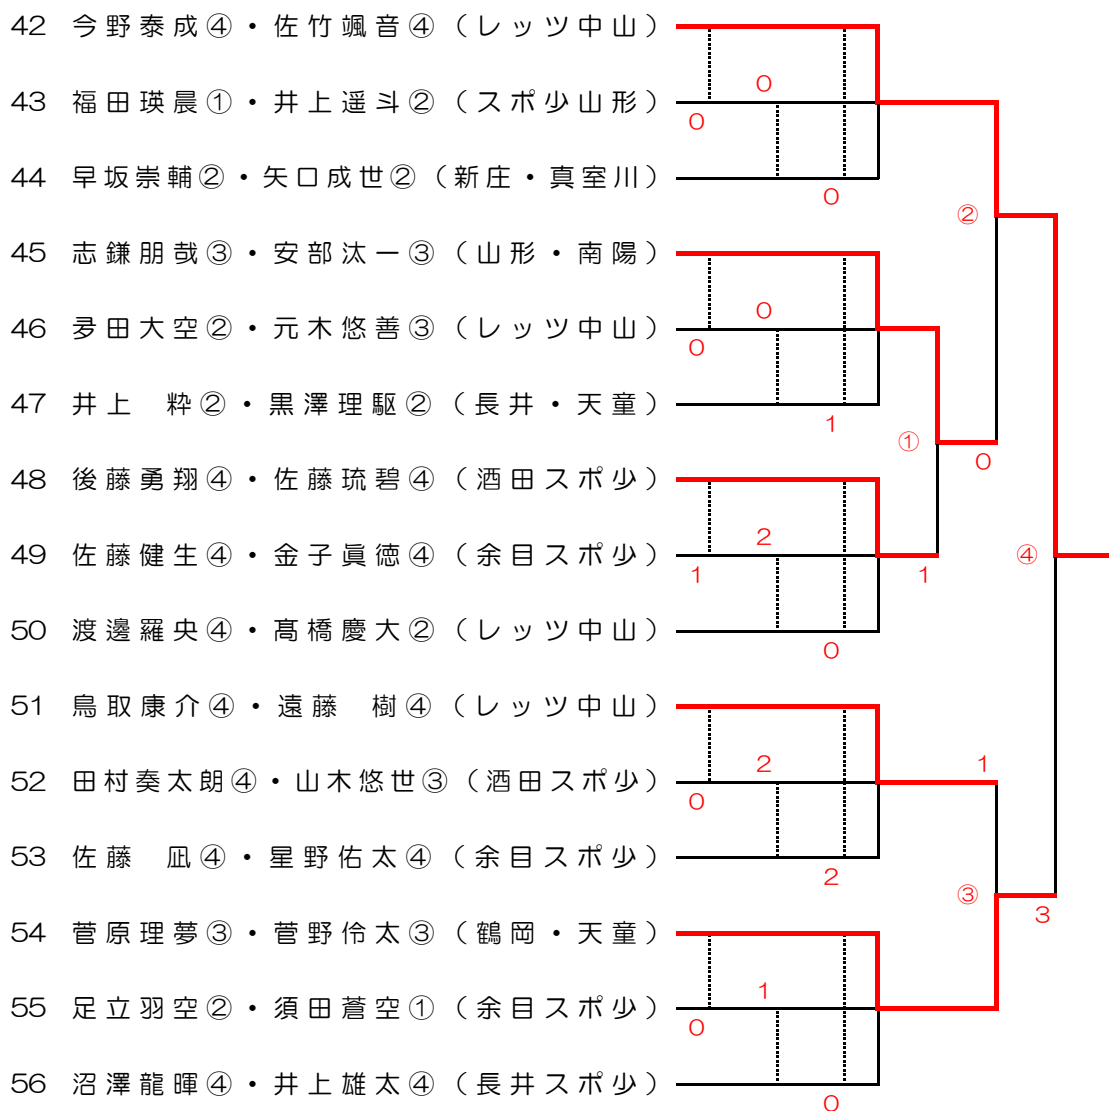 42 今野泰成④・佐竹颯音④（レッツ中山）
0
43 福田瑛晨①・井上遥斗②（スポ少山形）
0
44 早坂崇輔②・矢口成世②（新庄・真室川）
0
②
45 志鎌朋哉③・安部汰一③（山形・南陽）
0
46 夛田大空②・元木悠善③（レッツ中山）
0
47 井上　粋②・黒澤理駆②（長井・天童）
1
①
0
48 後藤勇翔④・佐藤琉碧④（酒田スポ少）
2
49 佐藤健生④・金子眞徳④（余目スポ少）
④
1 1
50 渡邊羅央④・髙橋慶大②（レッツ中山）
0
51 鳥取康介④・遠藤　樹④（レッツ中山）
2 1
52 田村奏太朗④・山木悠世③（酒田スポ少）
0
53 佐藤　凪④・星野佑太④（余目スポ少）
2
③
3
54 菅原理夢③・菅野伶太③（鶴岡・天童）
1
55 足立羽空②・須田蒼空①（余目スポ少）
0
56 沼澤龍暉④・井上雄太④（長井スポ少）
0